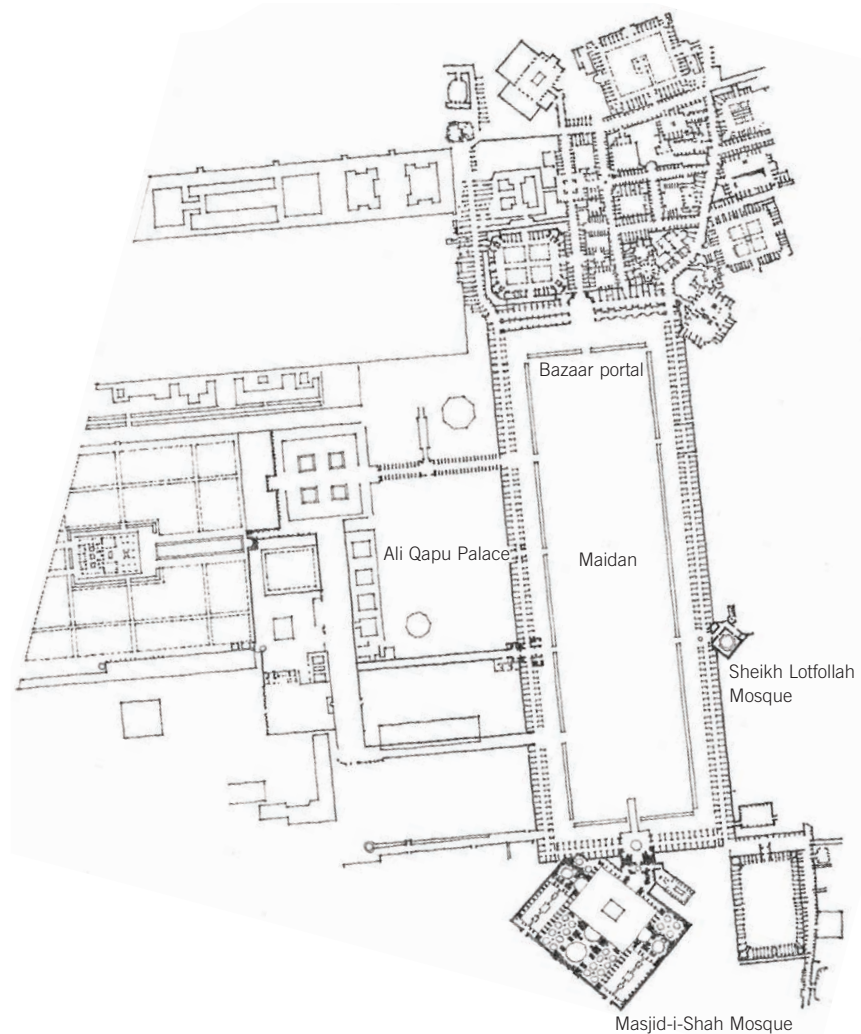 Bazaar portal
Ali Qapu Palace
Maidan
Sheikh Lotfollah
Mosque
Masjid-i-Shah Mosque